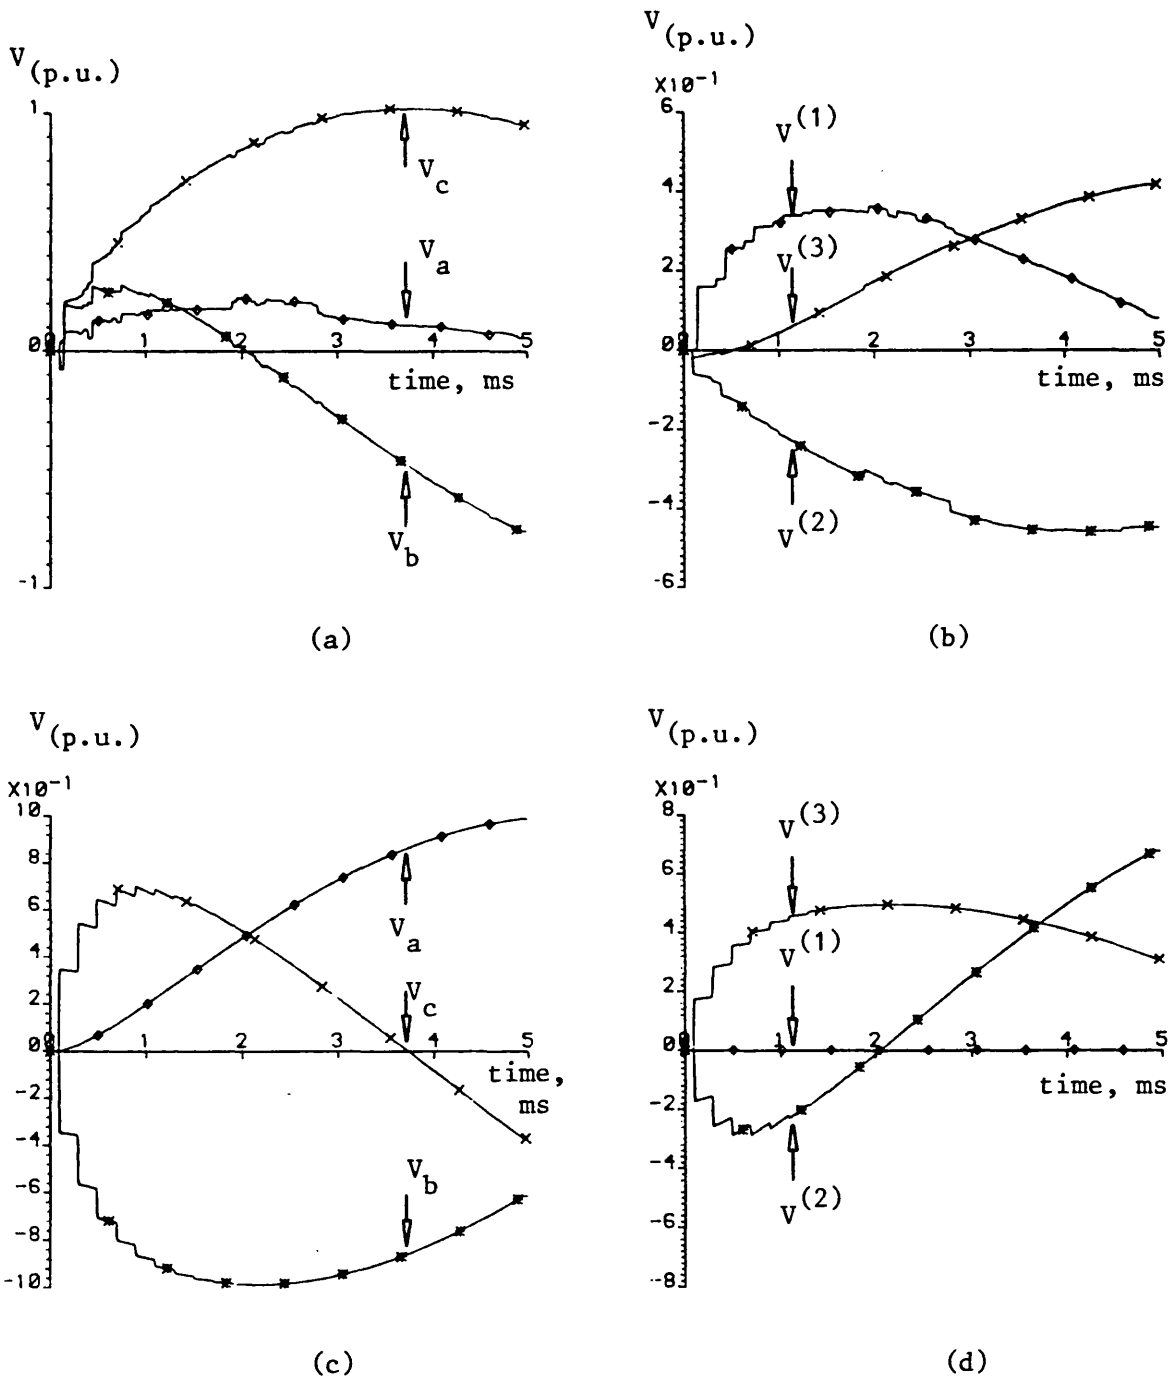 V(p.u.)
1
Vc
Va
0
0 1 2 3 4 5
time, ms
Vb
-1
(a)
V(p.u.)
X10⁻¹
6
V⁽¹⁾
4
V⁽³⁾
2
0
0 1 2 3 4 5
time, ms
-2
-4
V⁽²⁾
-6
(b)
V(p.u.)
X10⁻¹
10
8
6
Va
4
Vc
2
0
0 1 2 3 4 5
time,
ms
-2
-4
Vb
-6
-8
-10
(c)
V(p.u.)
X10⁻¹
8
V⁽³⁾
6
4
V⁽¹⁾
2
0
0 1 2 3 4 5
time, ms
-2
-4
V⁽²⁾
-6
-8
(d)